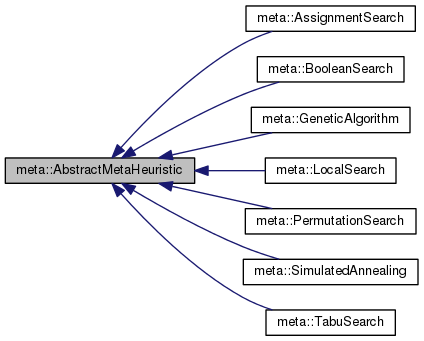 meta::AssignmentSearch
meta::BooleanSearch
meta::GeneticAlgorithm
meta::AbstractMetaHeuristic
meta::LocalSearch
meta::PermutationSearch
meta::SimulatedAnnealing
meta::TabuSearch